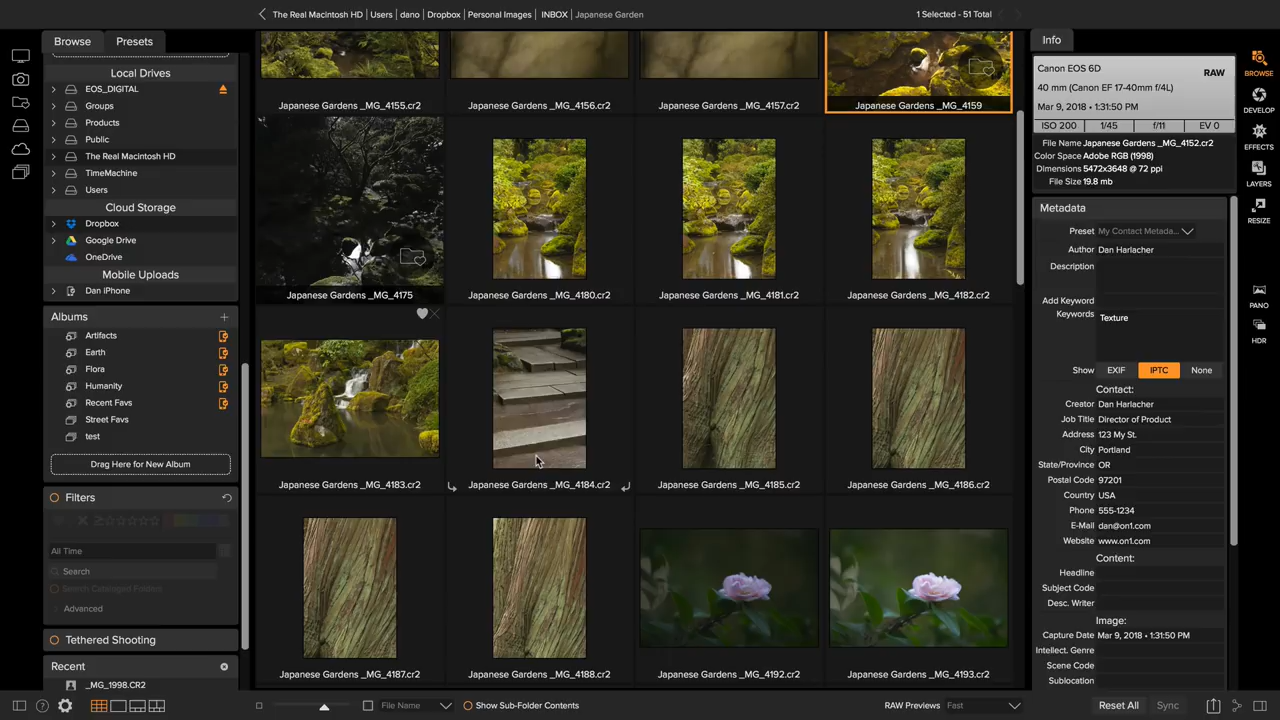 The Real Macintosh HD | Users | dano | Dropbox | Personal Images | INBOX | Japanese Garden
1 Selected - 51 Total
Browse
Presets
Local Drives
EOS_DIGITAL
Groups
Products
Public
The Real Macintosh HD
TimeMachine
Users
Cloud Storage
Dropbox
Google Drive
OneDrive
Mobile Uploads
Dan iPhone
Albums
Artifacts
Earth
Flora
Humanity
Recent Favs
Street Favs
test
Drag Here for New Album
Filters
All Time
Search
Search Cataloged Folders
Advanced
Tethered Shooting
Recent
_MG_1998.CR2
Japanese Gardens _MG_4155.cr2
Japanese Gardens _MG_4156.cr2
Japanese Gardens _MG_4157.cr2
Japanese Gardens _MG_4159
Japanese Gardens _MG_4175
Japanese Gardens _MG_4180.cr2
Japanese Gardens _MG_4181.cr2
Japanese Gardens _MG_4182.cr2
Japanese Gardens _MG_4183.cr2
Japanese Gardens _MG_4184.cr2
Japanese Gardens _MG_4185.cr2
Japanese Gardens _MG_4186.cr2
Japanese Gardens _MG_4187.cr2
Japanese Gardens _MG_4188.cr2
Japanese Gardens _MG_4192.cr2
Japanese Gardens _MG_4193.cr2
File Name
Show Sub-Folder Contents
RAW Previews Fast
Info
Canon EOS 6D
RAW
40 mm (Canon EF 17-40mm f/4L)
Mar 9, 2018 • 1:31:50 PM
ISO 200 1/45 f/11 EV 0
File Name Japanese Gardens _MG_4152.cr2
Color Space Adobe RGB (1998)
Dimensions 5472x3648 @ 72 ppi
File Size 19.8 mb
Metadata
Preset My Contact Metada...
Author Dan Harlacher
Description
Add Keyword
Keywords Texture
Show EXIF IPTC None
Contact:
Creator Dan Harlacher
Job Title Director of Product
Address 123 My St.
City Portland
State/Province OR
Postal Code 97201
Country USA
Phone 555-1234
E-Mail dan@on1.com
Website www.on1.com
Content:
Headline
Subject Code
Desc. Writer
Image:
Capture Date Mar 9, 2018 • 1:31:50 PM
Intellect. Genre
Scene Code
Sublocation
Reset All
Sync
BROWSE
DEVELOP
EFFECTS
LAYERS
RESIZE
PANO
HDR